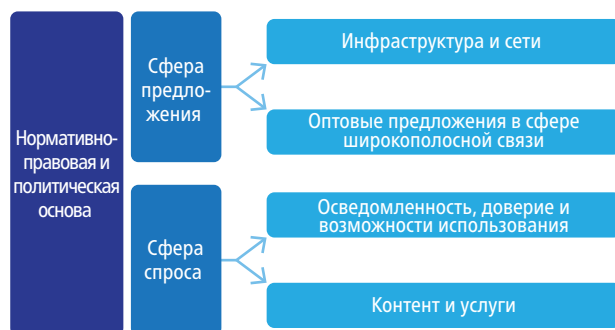 Нормативно-
правовая и
политическая
основа
Сфера
предло-
жения
Инфраструктура и сети
Оптовые предложения в сфере
широкополосной связи
Сфера
спроса
Осведомленность, доверие и
возможности использования
Контент и услуги